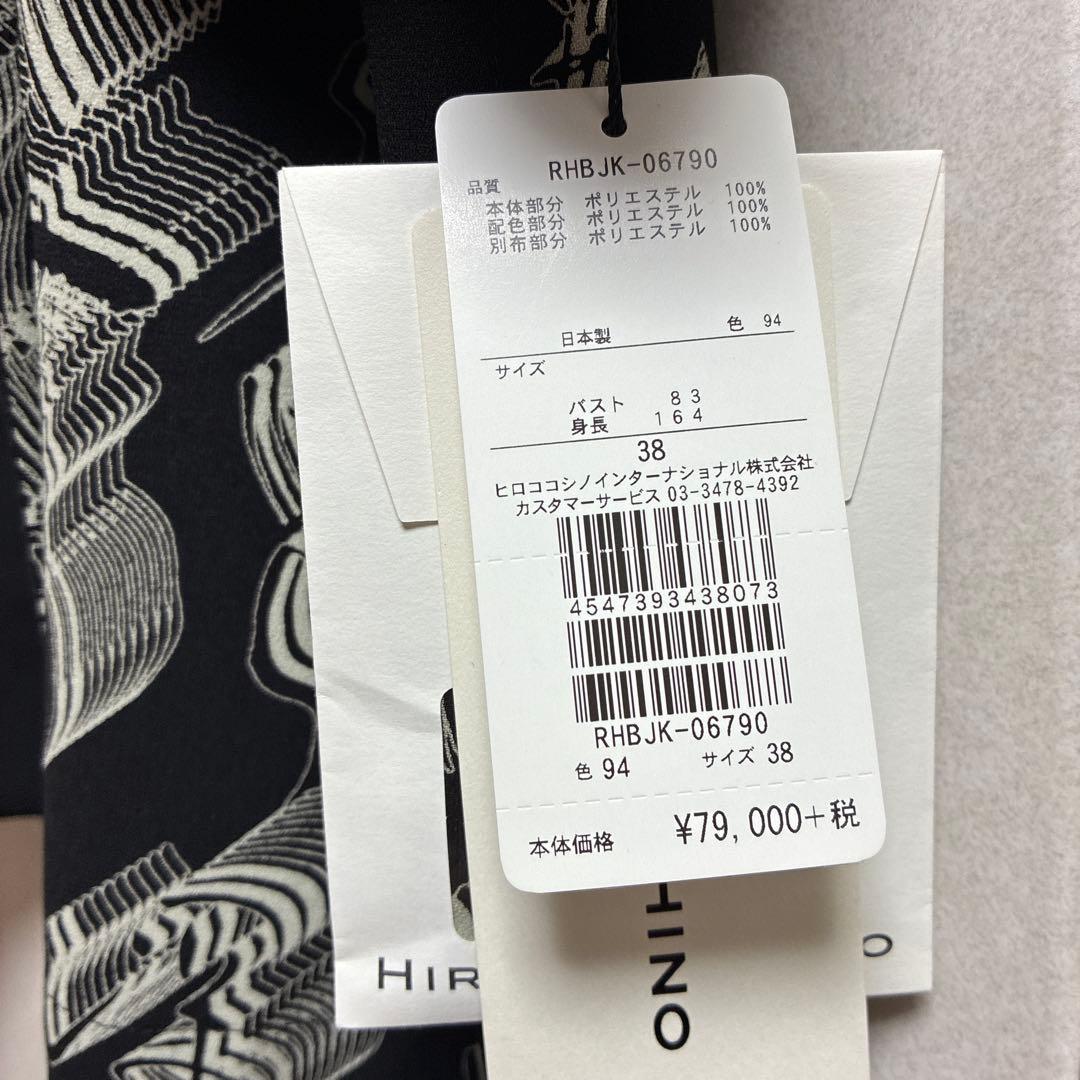 RHBJK-06790
品質
本体部分 ポリエステル 100%
配色部分 ポリエステル 100%
別布部分 ポリエステル 100%
日本製 色 94
サイズ
バスト 83
身長 164
38
ヒロココシノインターナショナル株式会社
カスタマーサービス 03-3478-4392
4547393438073
RHBJK-06790
色 94 サイズ 38
本体価格 ¥79,000+税
HIR
O
HINO